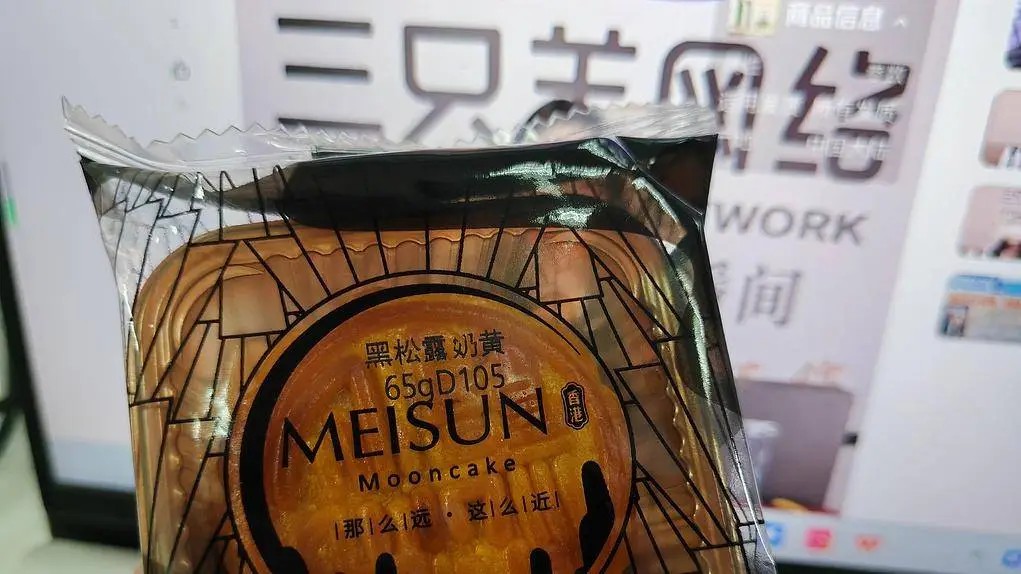 商品信息
三只羊网络
WORK
间
黑松露奶黄
65gD105
MEISUN
香港
Mooncake
那么远·这么近